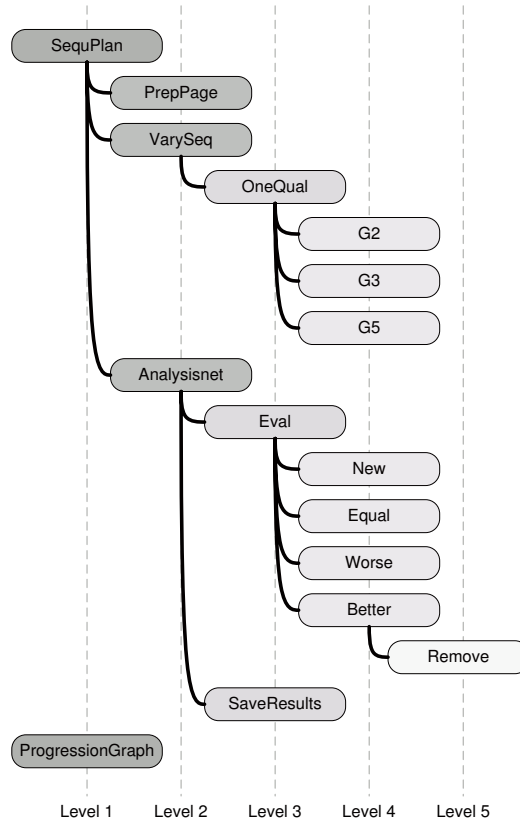 SequPlan
PrepPage
VarySeq
OneQual
G2
G3
G5
Analysisnet
Eval
New
Equal
Worse
Better
Remove
SaveResults
ProgressionGraph
Level 1 Level 2 Level 3 Level 4 Level 5